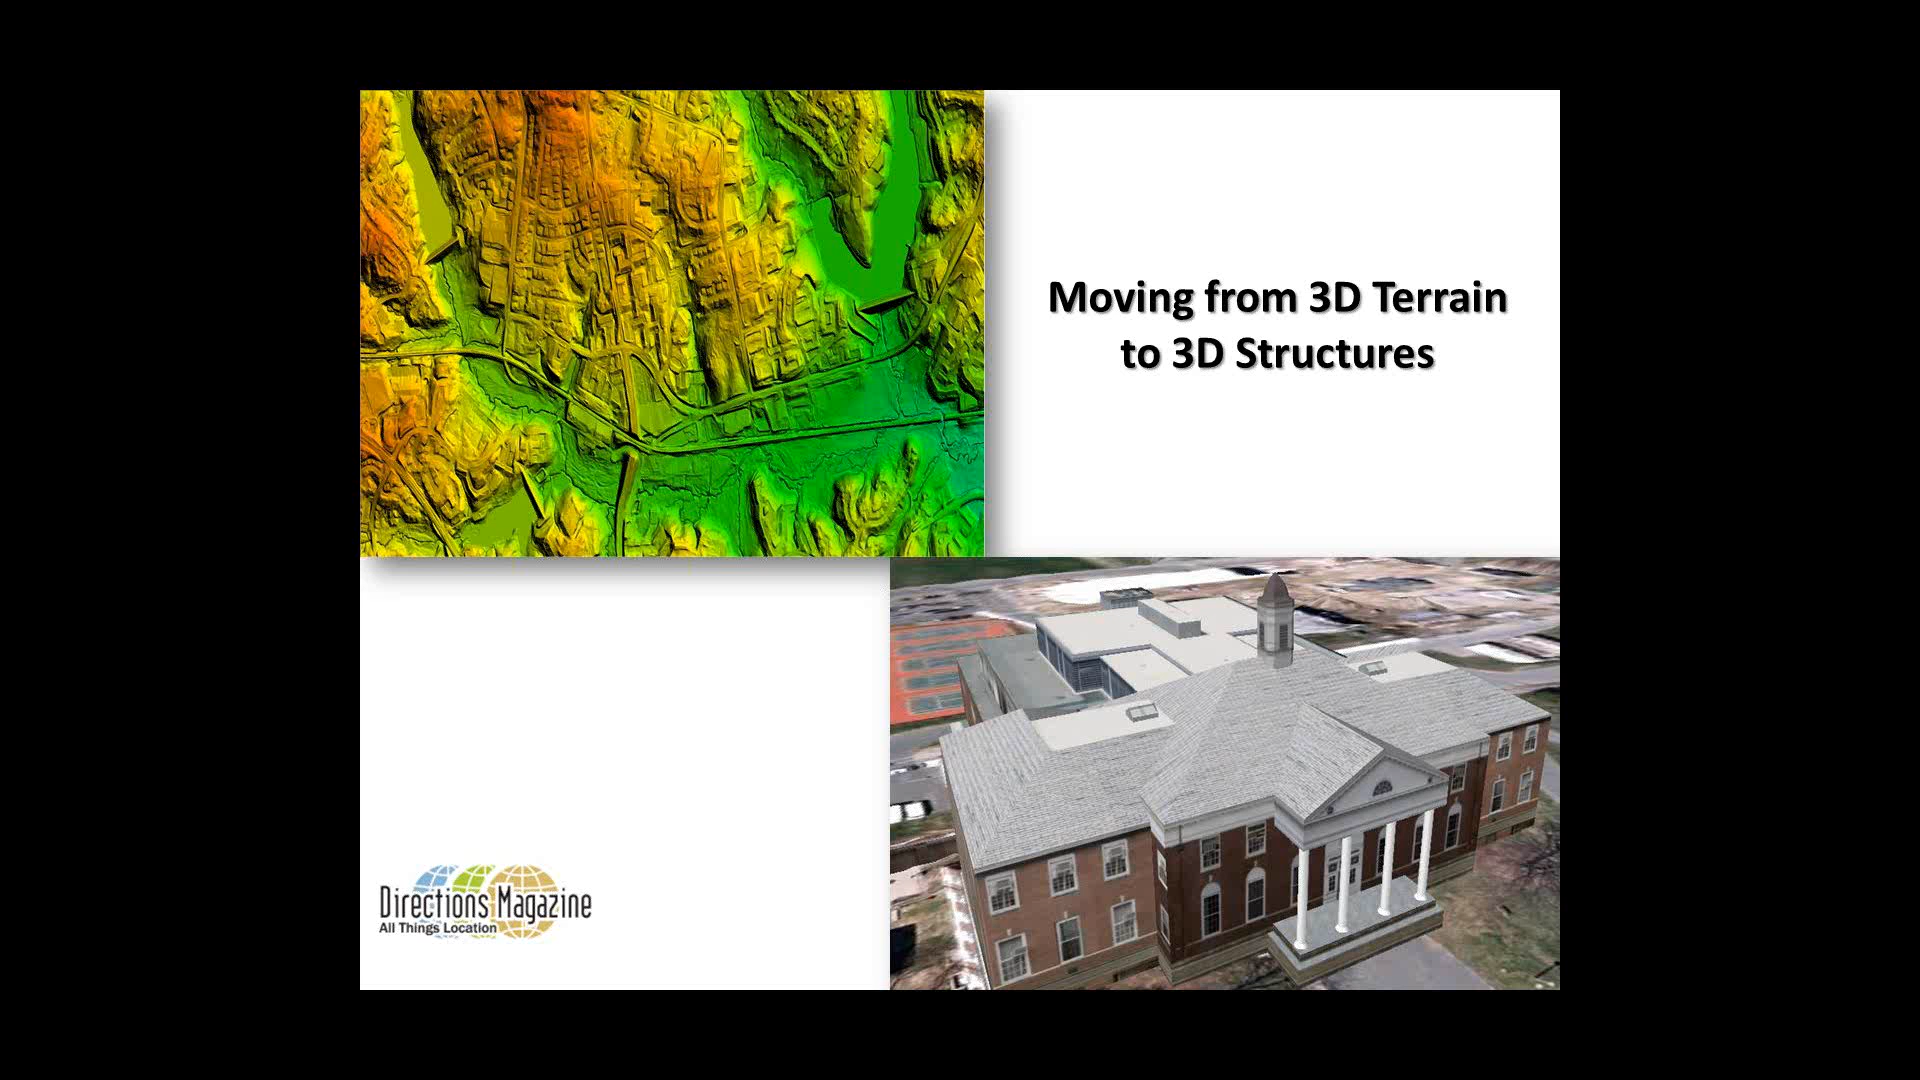 Moving from 3D Terrain
to 3D Structures
Directions Magazine
All Things Location